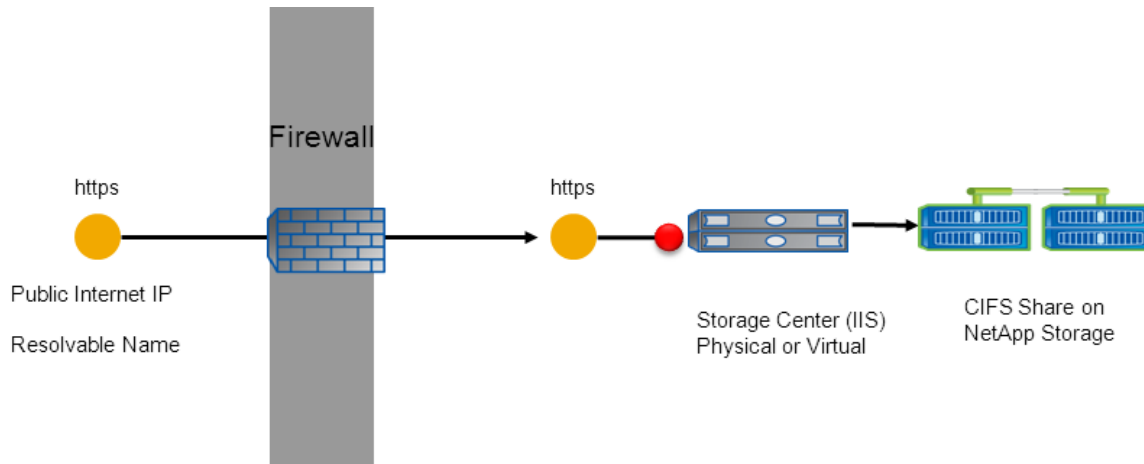 Firewall
https
https
Public Internet IP
Resolvable Name
Storage Center (IIS)
Physical or Virtual
CIFS Share on
NetApp Storage